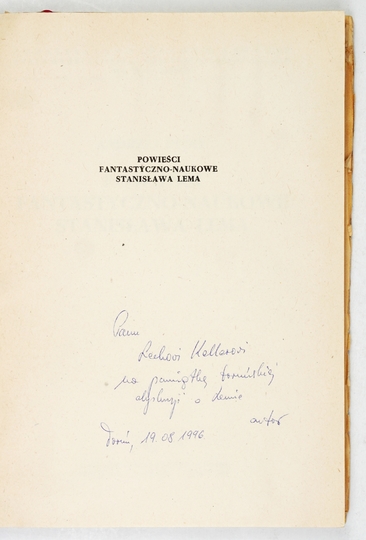 POWIEŚCI
FANTASTYCZNO-NAUKOWE
STANISŁAWA LEMA
Panu
Lechowi Kellerowi
na pamiątkę toruńskiej
dyskusji o Lemie
autor
Toruń, 19.08 1996